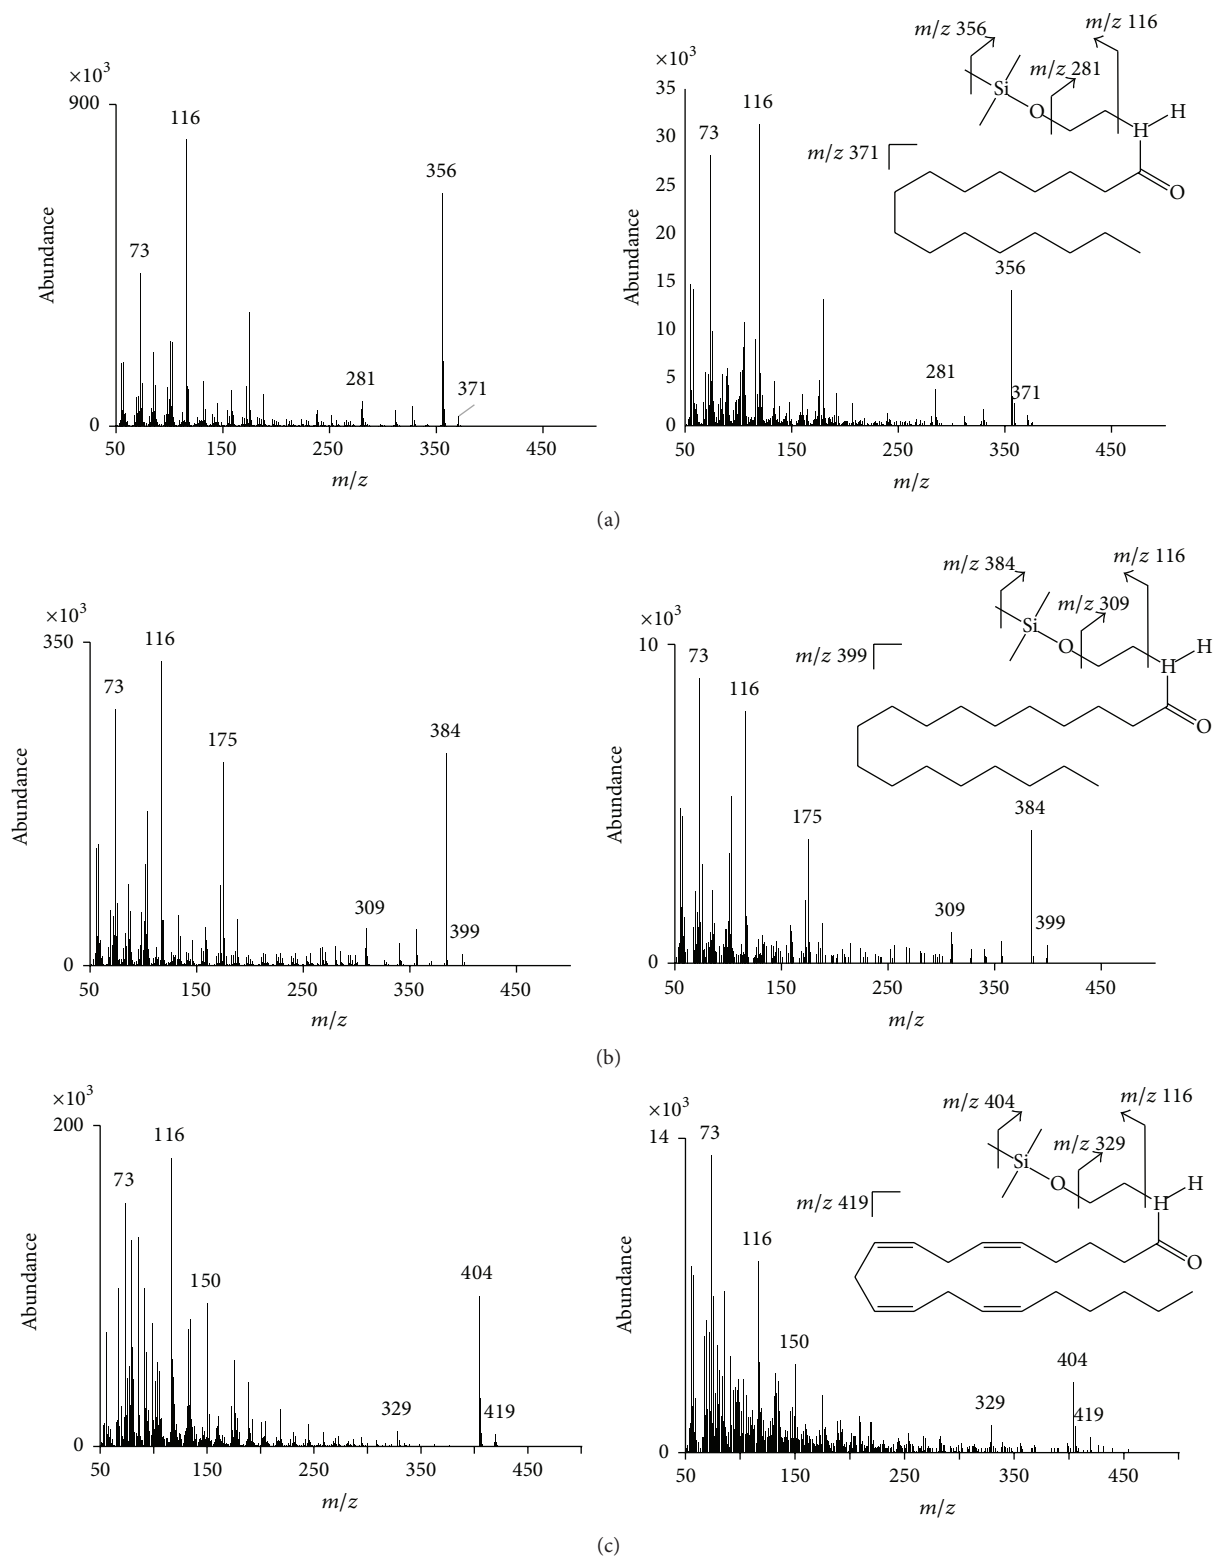 ×10³
900
116
356
73
281
371
0
50
150
250
350
450
Abundance
m/z
×10³
35
30
25
20
15
10
5
0
116
73
356
281
371
50
150
250
350
450
Abundance
m/z
m/z 356
m/z 116
m/z 281
Si
O
H
H
m/z 371
O
(a)
×10³
350
116
73
175
384
309
399
0
50
150
250
350
450
Abundance
m/z
×10³
10
73
116
175
384
309
399
0
50
150
250
350
450
Abundance
m/z
m/z 384
m/z 116
m/z 309
Si
O
H
H
m/z 399
O
(b)
×10³
200
116
73
150
404
329
419
0
50
150
250
350
450
Abundance
m/z
×10³
14
73
116
150
404
329
419
0
50
150
250
350
450
Abundance
m/z
m/z 404
m/z 116
m/z 329
Si
O
H
H
m/z 419
O
(c)